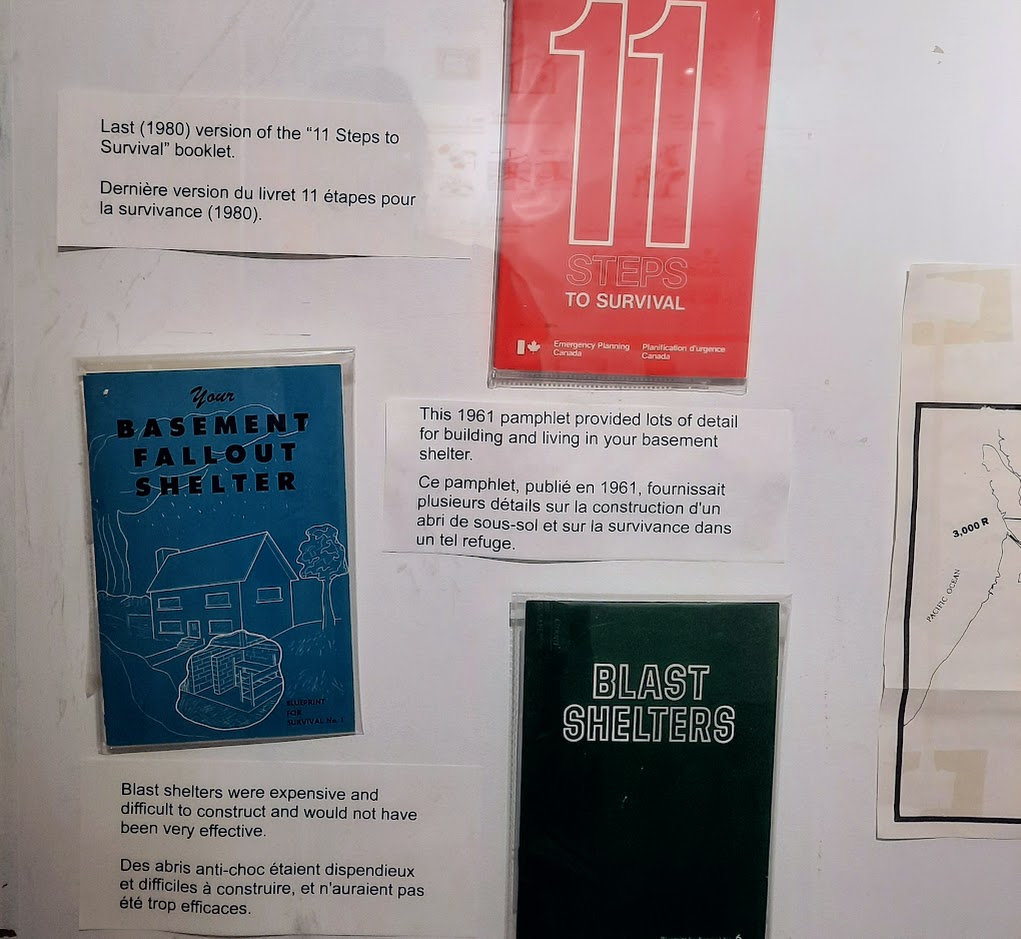 Last (1980) version of the “11 Steps to
Survival” booklet.
Dernière version du livret 11 étapes pour
la survivance (1980).
11
STEPS
TO SURVIVAL
Emergency Planning
Canada
Planification d'urgence
Canada
Your
BASEMENT
FALLOUT
SHELTER
BLUEPRINT
FOR
SURVIVAL No. 1
This 1961 pamphlet provided lots of detail
for building and living in your basement
shelter.
Ce pamphlet, publié en 1961, fournissait
plusieurs détails sur la construction d'un
abri de sous-sol et sur la survivance dans
un tel refuge.
3,000 R
PACIFIC OCEAN
BLAST
SHELTERS
Blast shelters were expensive and
difficult to construct and would not have
been very effective.
Des abris anti-choc étaient dispendieux
et difficiles à construire, et n'auraient pas
été trop efficaces.